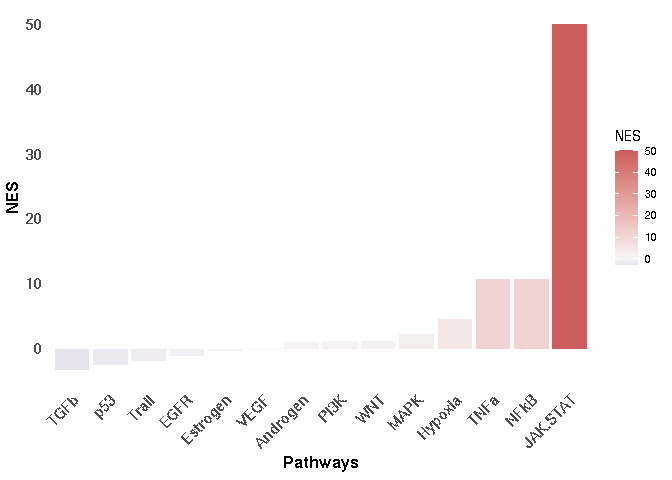 50
40
30
20
10
0
NES
TGFb
p53
Trail
EGFR
Estrogen
VEGF
Androgen
PI3K
WNT
MAPK
Hypoxia
TNFa
NFkB
JAK.STAT
Pathways
NES
50
40
30
20
10
0